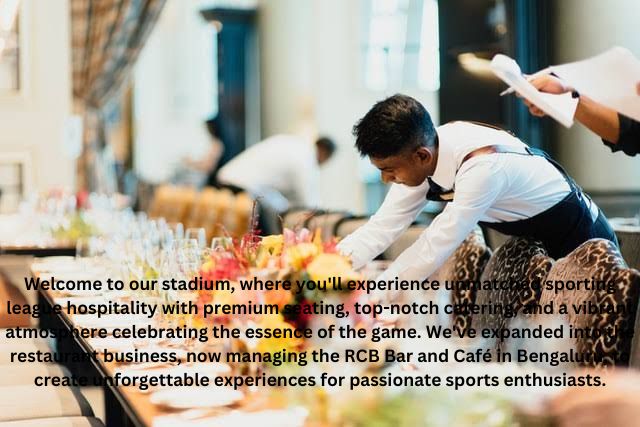 Welcome to our stadium, where you'll experience unmatched sporting
league hospitality with premium seating, top-notch catering, and a vibrant
atmosphere celebrating the essence of the game. We've expanded into the
restaurant business, now managing the RCB Bar and Café in Bengaluru, to
create unforgettable experiences for passionate sports enthusiasts.